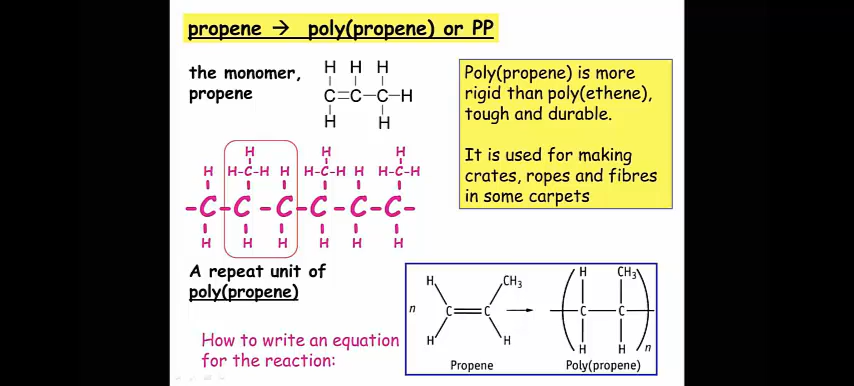 propene → poly(propene) or PP
the monomer,
propene
H H H
C=C-C-H
H H
Poly(propene) is more
rigid than poly(ethene),
tough and durable.
It is used for making
crates, ropes and fibres
in some carpets
H H H
H H-C-H H H-C-H H H-C-H
-C-C-C-C-C-C-
H H H H H H
A repeat unit of
poly(propene)
How to write an equation
for the reaction:
H CH₃ H CH₃
n C=C → C C
H H H H n
Propene Poly(propene)